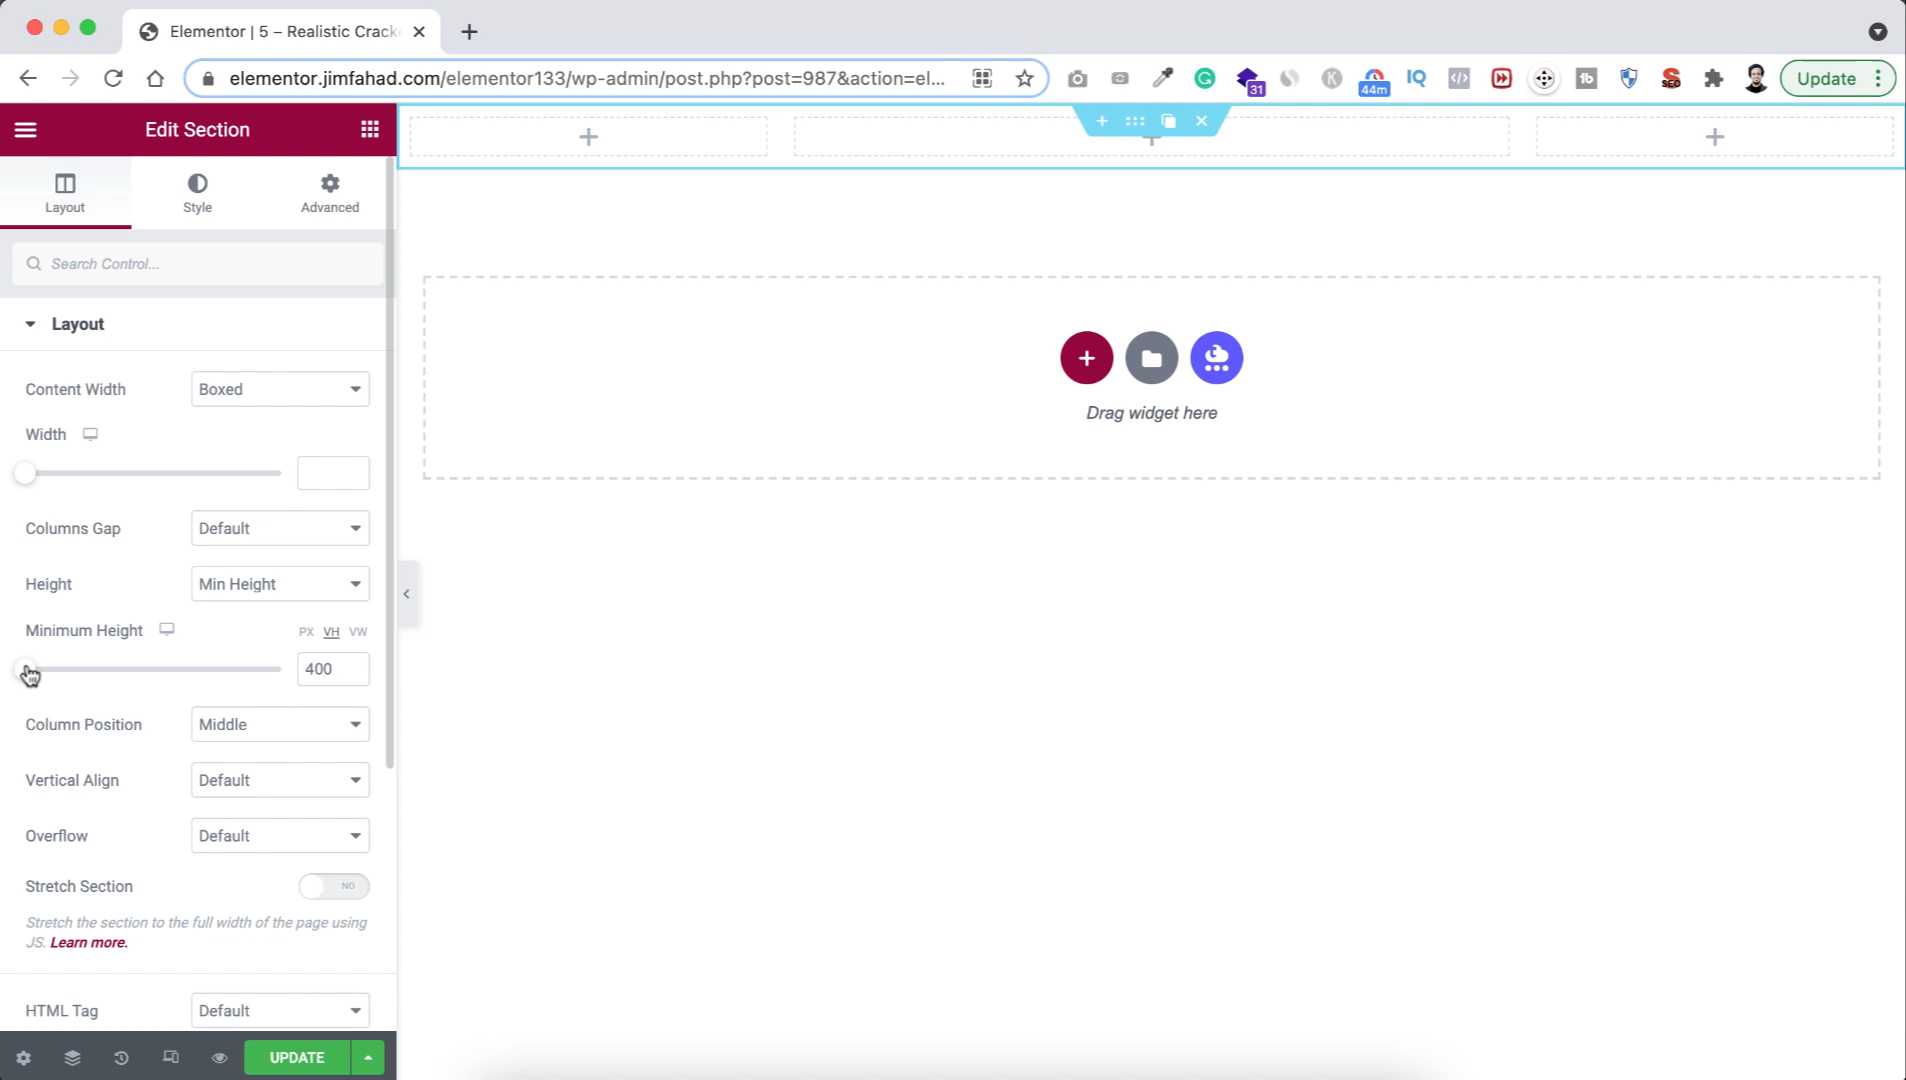 Elementor | 5 – Realistic Crack
elementor.jimfahad.com/elementor133/wp-admin/post.php?post=987&action=el...
31
44m
IQ
SEO
Update
Edit Section
Layout
Style
Advanced
Search Control...
Layout
Content Width
Boxed
Width
Columns Gap
Default
Height
Min Height
Minimum Height
PX VH VW
400
Column Position
Middle
Vertical Align
Default
Overflow
Default
Stretch Section
NO
Stretch the section to the full width of the page using
JS. Learn more.
HTML Tag
Default
UPDATE
Drag widget here